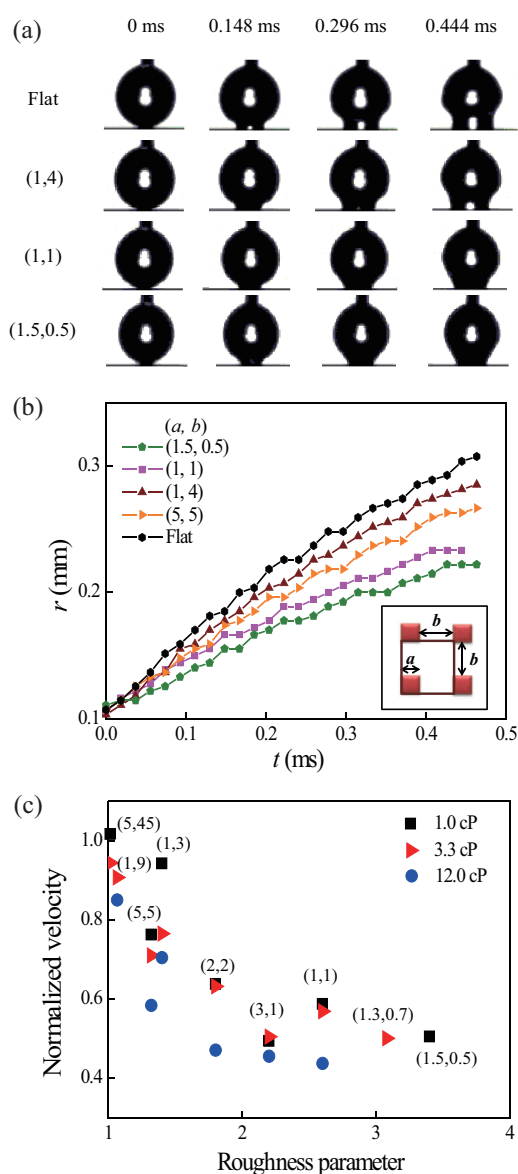 (a)
0 ms 0.148 ms 0.296 ms 0.444 ms
Flat
(1,4)
(1,1)
(1.5,0.5)
(b)
(a, b)
(1.5, 0.5)
(1, 1)
(1, 4)
(5, 5)
Flat
r (mm)
0.3
0.2
0.1
b
a
b
0.0 0.1 0.2 0.3 0.4 0.5
t (ms)
(c)
Normalized velocity
1.0
0.8
0.6
0.4
(5,45)
(1,3)
(1,9)
(5,5)
(2,2)
(1,1)
(3,1)
(1.3,0.7)
(1.5,0.5)
1.0 cP
3.3 cP
12.0 cP
1 2 3 4
Roughness parameter